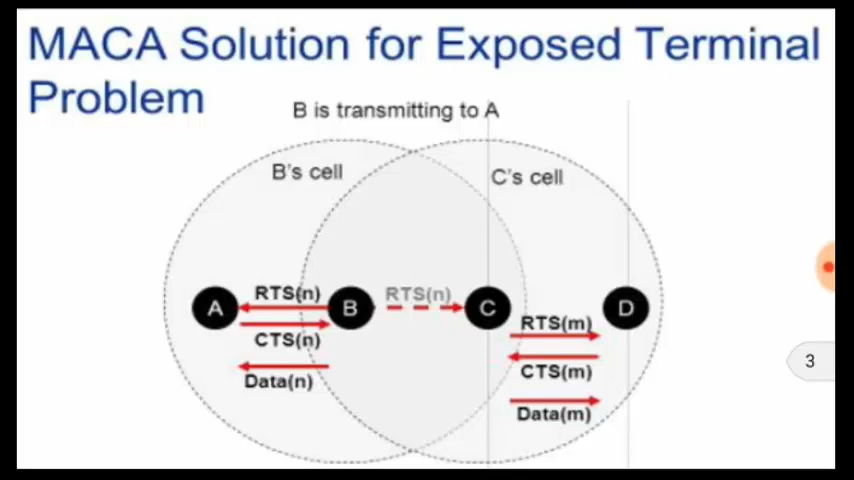 MACA Solution for Exposed Terminal
Problem
B is transmitting to A
B's cell
C's cell
RTS(n)
RTS(n)
A
B
C
D
RTS(m)
CTS(n)
CTS(m)
Data(n)
Data(m)
3